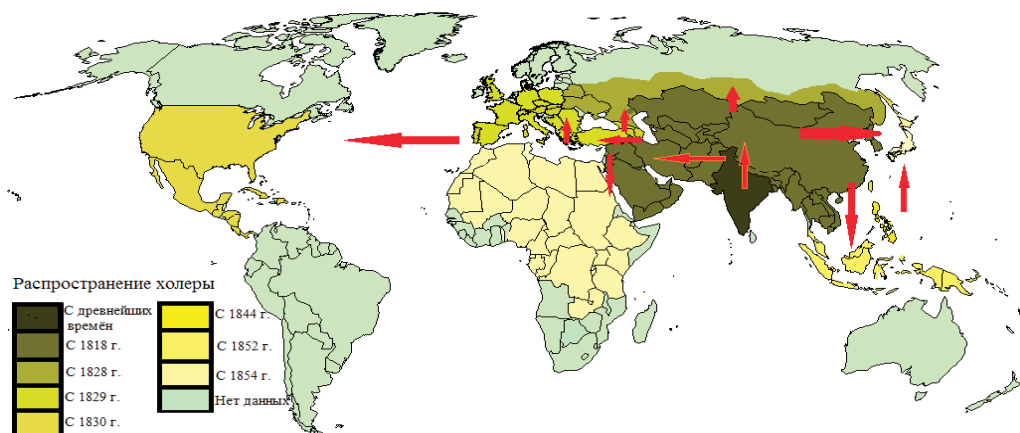 Распространение холеры
С древнейших
времён
С 1818 г.
С 1828 г.
С 1829 г.
С 1830 г.
С 1844 г.
С 1852 г.
С 1854 г.
Нет данных